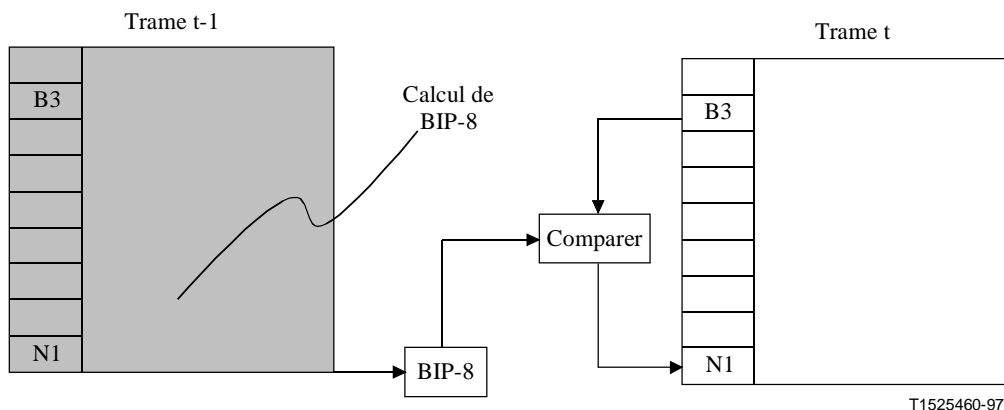 Trame t-1
Trame t
B3
Calcul de
BIP-8
B3
Comparer
N1
BIP-8
N1
T1525460-97